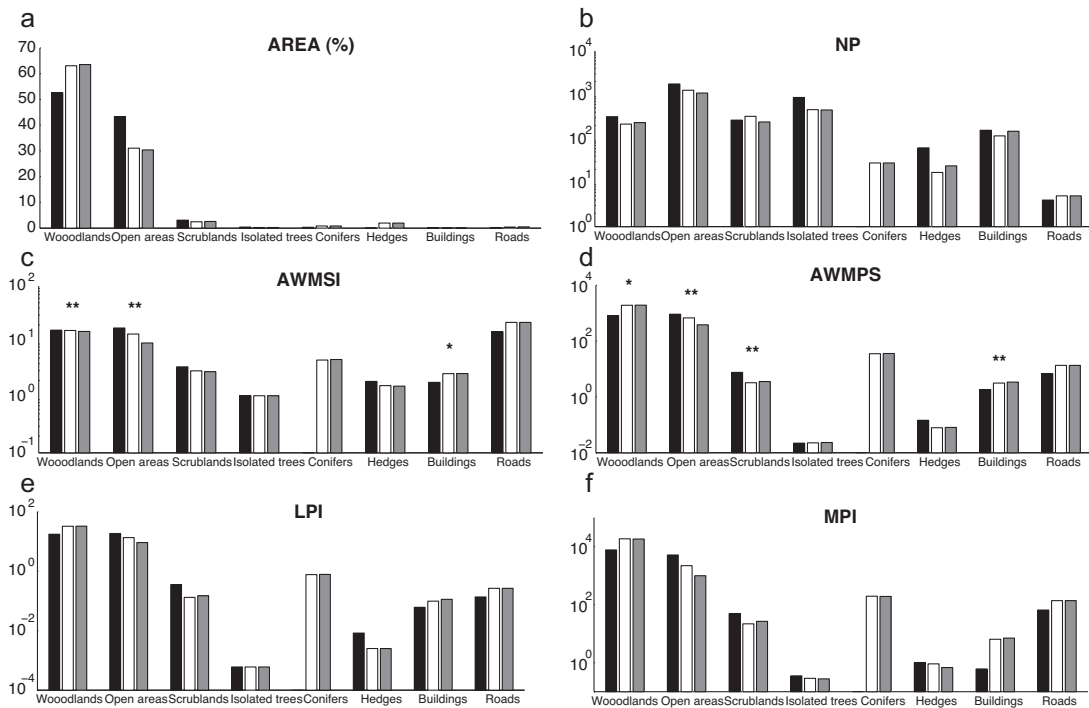 a
AREA (%)
70
60
50
40
30
20
10
0
Wooodlands Open areas Scrublands Isolated trees Conifers Hedges Buildings Roads
b
NP
10^4
10^3
10^2
10^1
10^0
Wooodlands Open areas Scrublands Isolated trees Conifers Hedges Buildings Roads
c
AWMSI
10^2
10^1
10^0
10^-1
** ** *
Wooodlands Open areas Scrublands Isolated trees Conifers Hedges Buildings Roads
d
AWMPS
10^4
10^2
10^0
10^-2
* ** ** **
Wooodlands Open areas Scrublands Isolated trees Conifers Hedges Buildings Roads
e
LPI
10^2
10^0
10^-2
10^-4
Wooodlands Open areas Scrublands Isolated trees Conifers Hedges Buildings Roads
f
MPI
10^4
10^2
10^0
Wooodlands Open areas Scrublands Isolated trees Conifers Hedges Buildings Roads